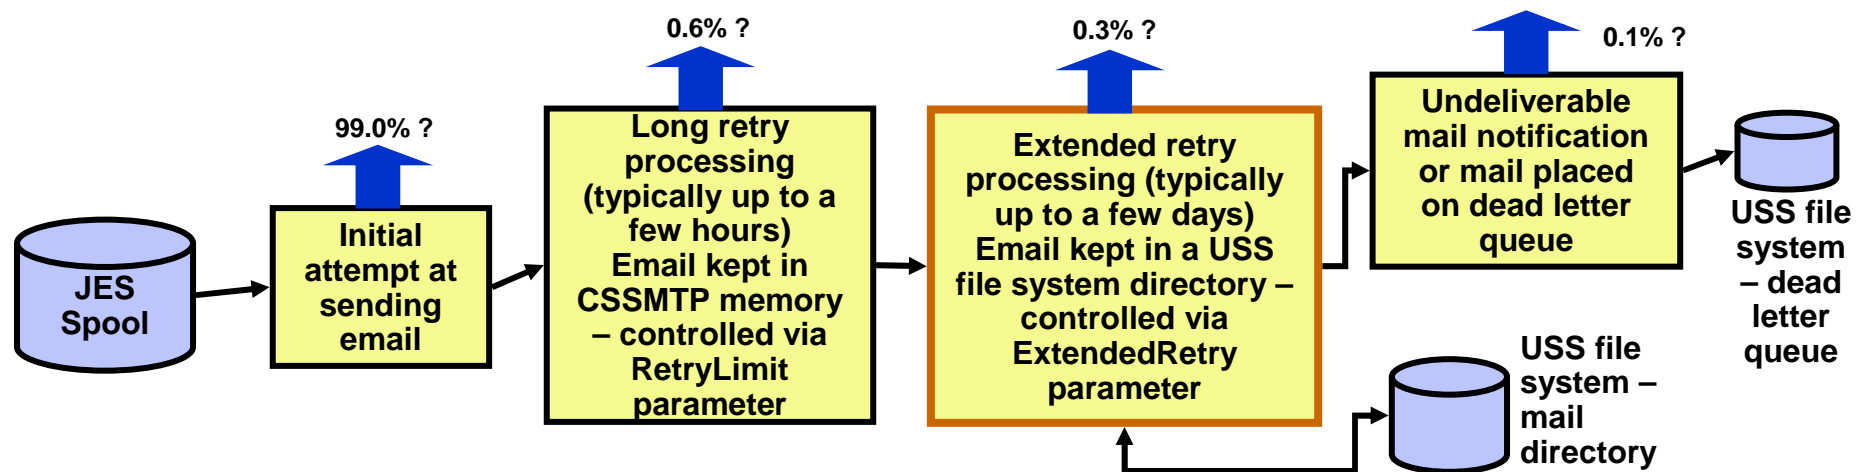 JES
Spool
99.0% ?
Initial
attempt at
sending
email
0.6% ?
Long retry
processing
(typically up to a
few hours)
Email kept in
CSSMTP memory
– controlled via
RetryLimit
parameter
0.3% ?
Extended retry
processing (typically
up to a few days)
Email kept in a USS
file system directory –
controlled via
ExtendedRetry
parameter
0.1% ?
Undeliverable
mail notification
or mail placed
on dead letter
queue
USS file
system
– dead
letter
queue
USS file
system –
mail
directory